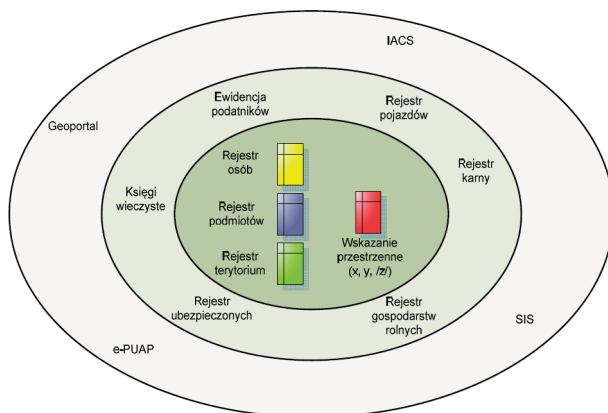 IACS
Ewidencja
podatników
Rejestr
pojazdów
Geoportal
Rejestr
osób
Rejestr
karny
Księgi
wieczyste
Rejestr
podmiotów
Wskazanie
przestrzenne
(x, y, /z/)
Rejestr
terytorium
Rejestr
ubezpieczonych
Rejestr
gospodarstw
rolnych
SIS
e-PUAP